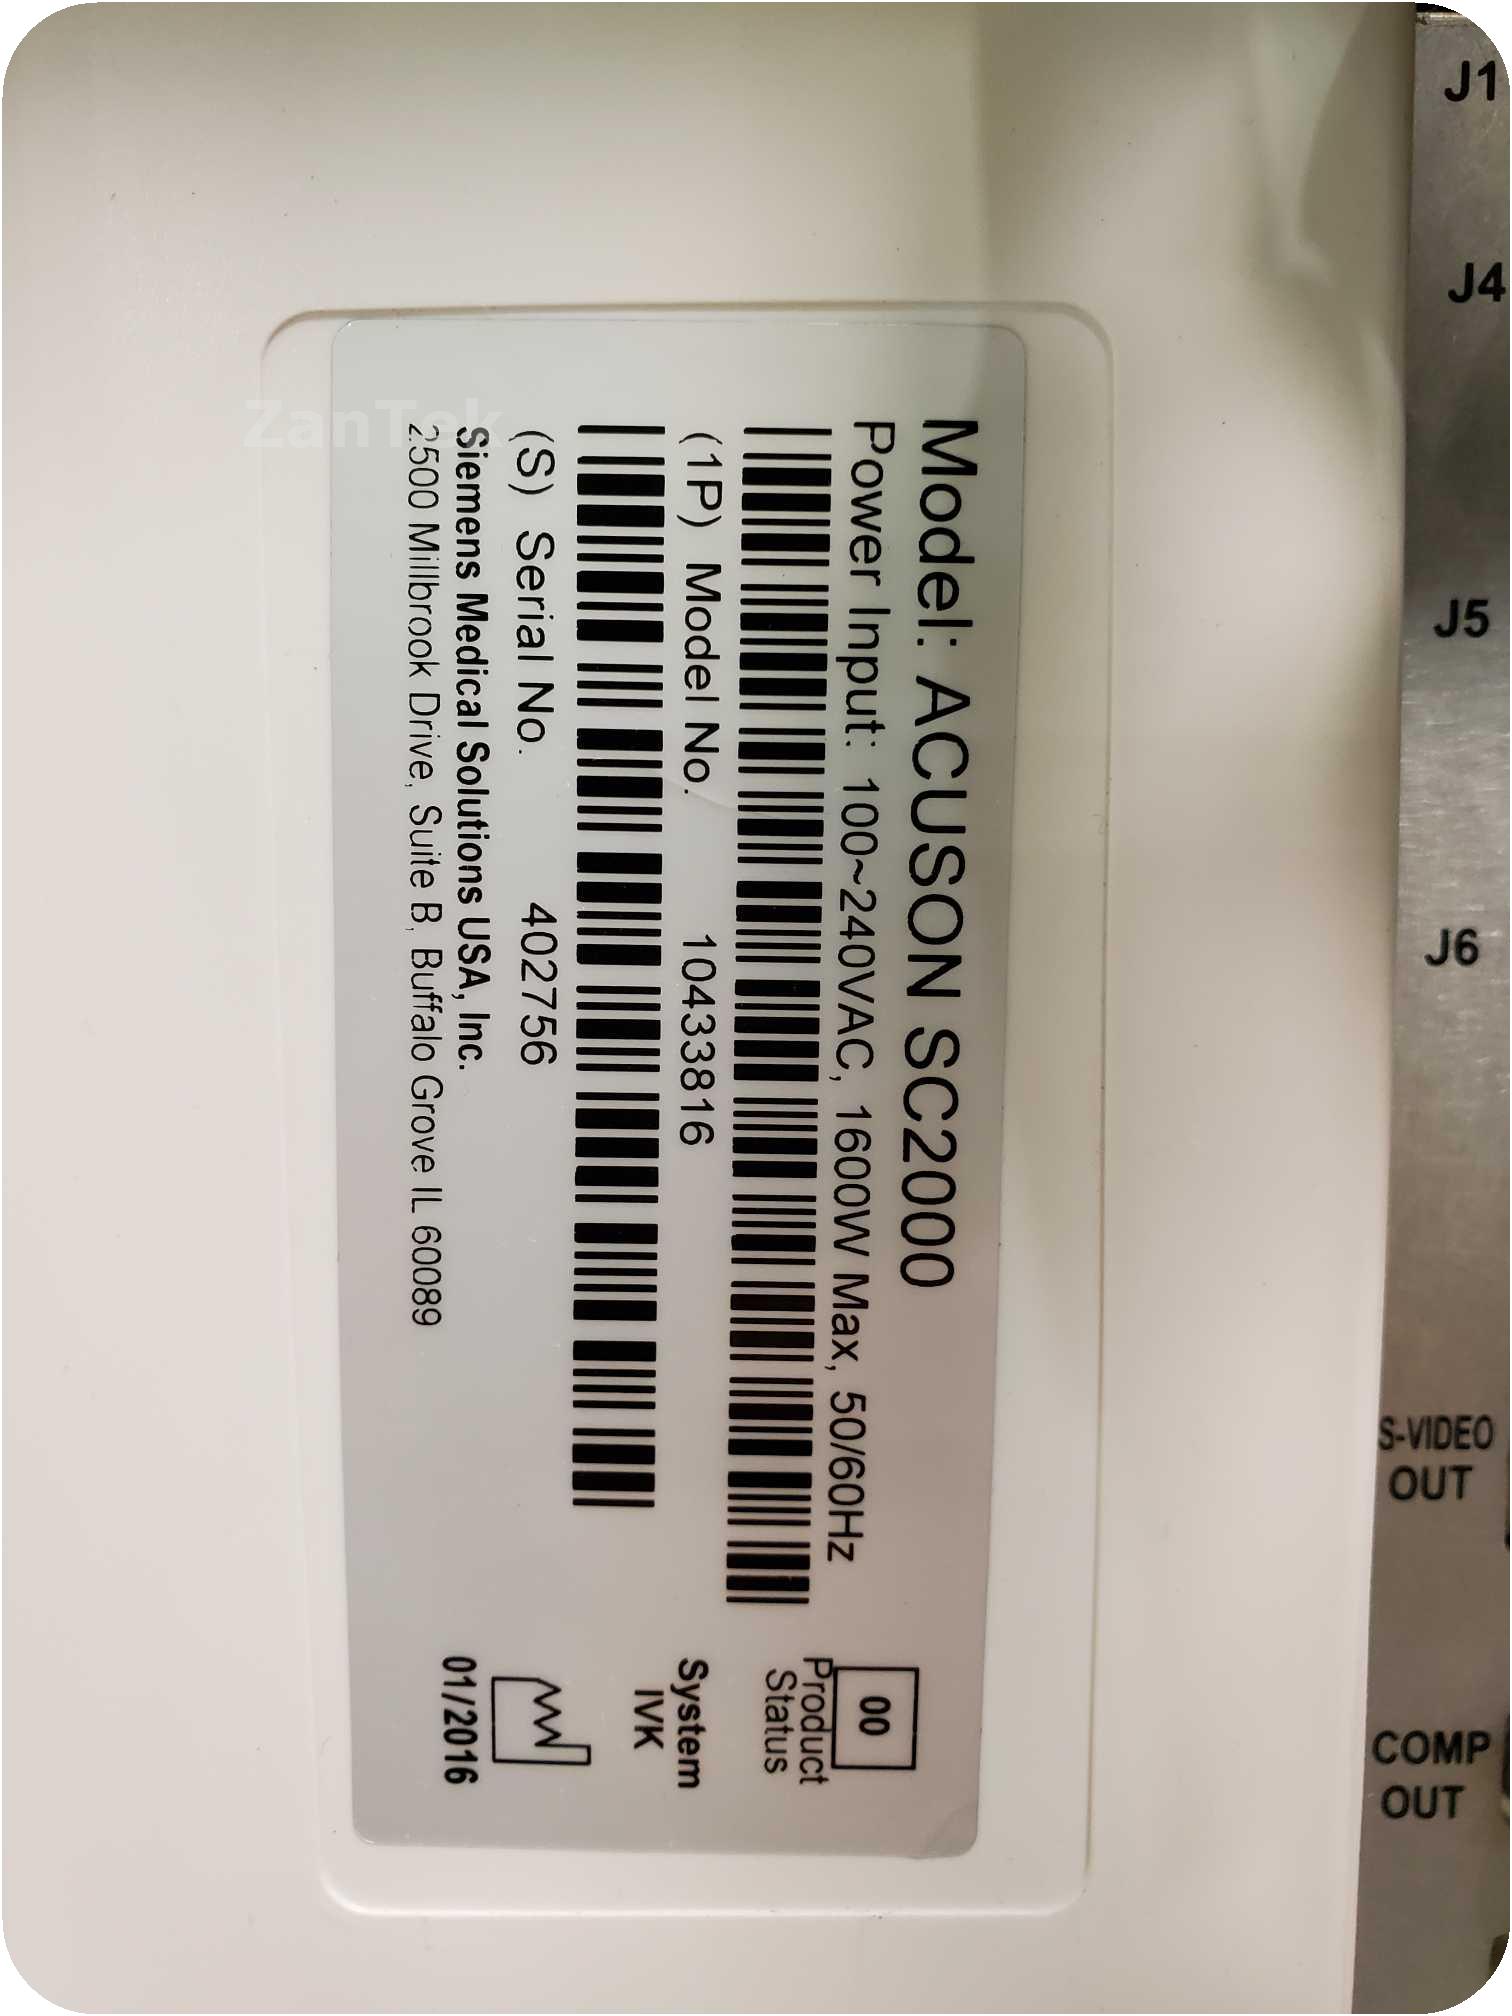 Model: ACUSON SC2000
Power Input: 100~240VAC, 1600W Max, 50/60Hz
(1P) Model No. 10433816
(S) Serial No. 402756
Siemens Medical Solutions USA, Inc.
2500 Millbrook Drive, Suite B, Buffalo Grove IL 60089
00
Product
Status
System
IVK
01/2016
ZanTek
J1
J4
J5
J6
S-VIDEO
OUT
COMP
OUT